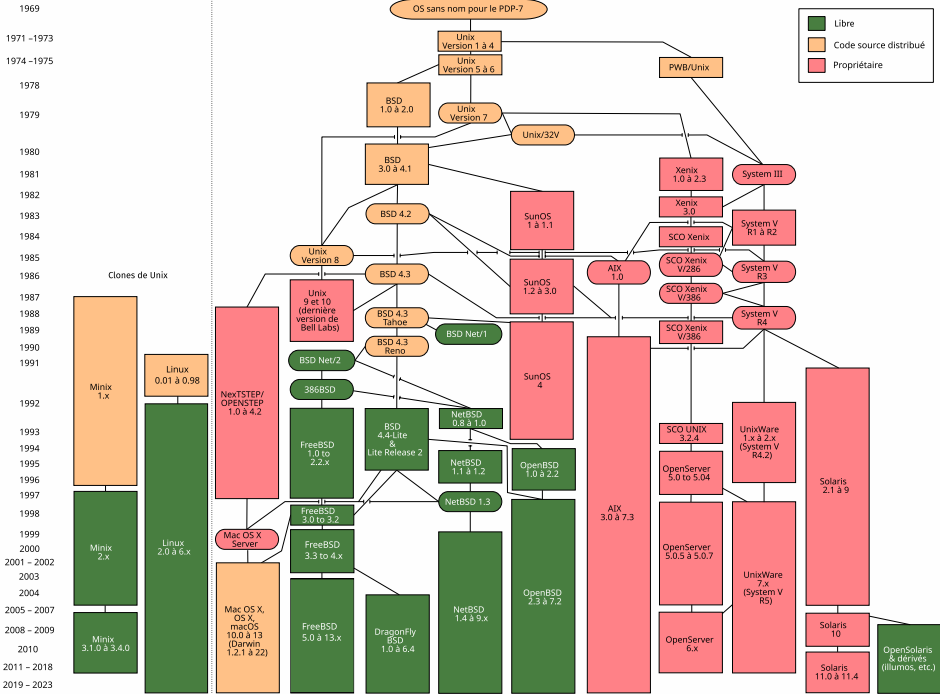 1969
OS sans nom pour le PDP-7
Libre
Code source distribué
Propriétaire
1971 –1973
Unix
Version 1 à 4
1974 –1975
Unix
Version 5 à 6
PWB/Unix
1978
BSD
1.0 à 2.0
1979
Unix
Version 7
Unix/32V
1980
BSD
3.0 à 4.1
1981
Xenix
1.0 à 2.3
System III
1982
Xenix
3.0
1983
BSD 4.2
SunOS
1 à 1.1
System V
R1 à R2
1984
SCO Xenix
1985
Unix
Version 8
SCO Xenix
V/286
1986
Clones de Unix
BSD 4.3
AIX
1.0
System V
R3
1987
Unix
9 et 10
(dernière
version de
Bell Labs)
SunOS
1.2 à 3.0
SCO Xenix
V/386
1988
BSD 4.3
Tahoe
System V
R4
1989
BSD Net/1
SCO Xenix
V/386
1990
BSD 4.3
Reno
1991
BSD Net/2
Linux
0.01 à 0.98
SunOS
4
Minix
1.x
386BSD
NexTSTEP/
OPENSTEP
1.0 à 4.2
1992
NetBSD
0.8 à 1.0
1993
BSD
4.4-Lite
&
Lite Release 2
SCO UNIX
3.2.4
UnixWare
1.x à 2.x
(System V
R4.2)
1994
FreeBSD
1.0 to
2.2.x
1995
NetBSD
1.1 à 1.2
OpenBSD
1.0 à 2.2
OpenServer
5.0 to 5.04
1996
Solaris
2.1 à 9
1997
NetBSD 1.3
1998
FreeBSD
3.0 to 3.2
AIX
3.0 à 7.3
1999
Mac OS X
Server
2000
Minix
2.x
Linux
2.0 à 6.x
FreeBSD
3.3 to 4.x
OpenServer
5.0.5 à 5.0.7
2001 – 2002
2003
UnixWare
7.x
(System V
R5)
2004
OpenBSD
2.3 à 7.2
2005 – 2007
Mac OS X,
OS X,
macOS
10.0 à 13
(Darwin
1.2.1 à 22)
FreeBSD
5.0 à 13.x
NetBSD
1.4 à 9.x
2008 – 2009
Minix
3.1.0 à 3.4.0
DragonFly
BSD
1.0 à 6.4
OpenServer
6.x
Solaris
10
2010
OpenSolaris
& dérivés
(illumos, etc.)
2011 – 2018
Solaris
11.0 à 11.4
2019 – 2023